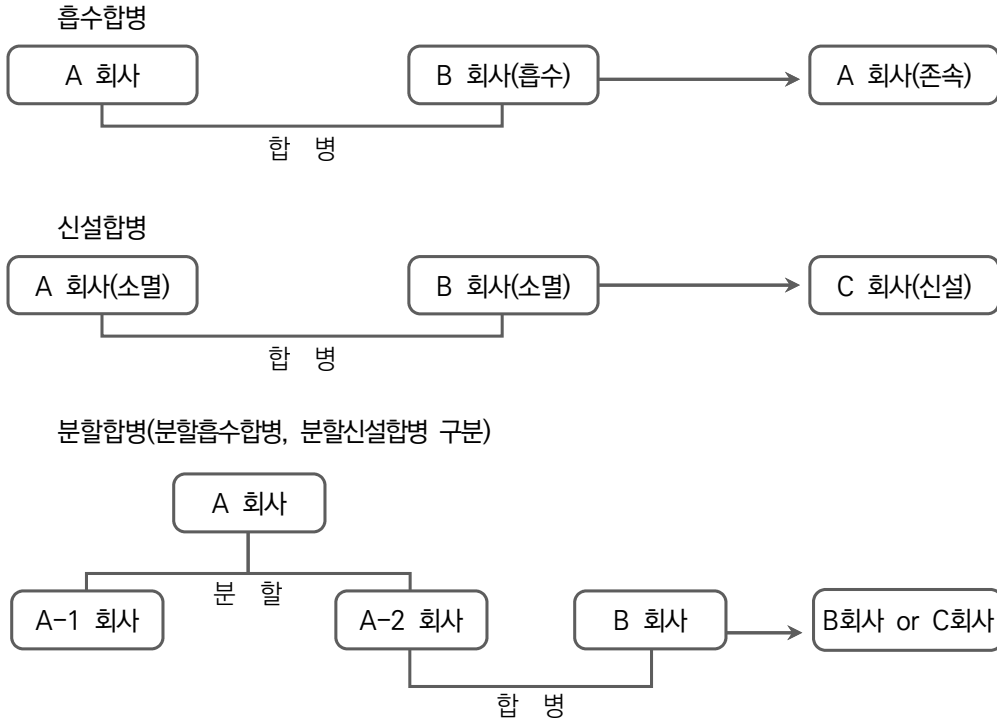 흡수합병
A 회사 B 회사(흡수) A 회사(존속)
합 병
신설합병
A 회사(소멸) B 회사(소멸) C 회사(신설)
합 병
분할합병(분할흡수합병, 분할신설합병 구분)
A 회사
분 할
A-1 회사 A-2 회사 B 회사 B회사 or C회사
합 병